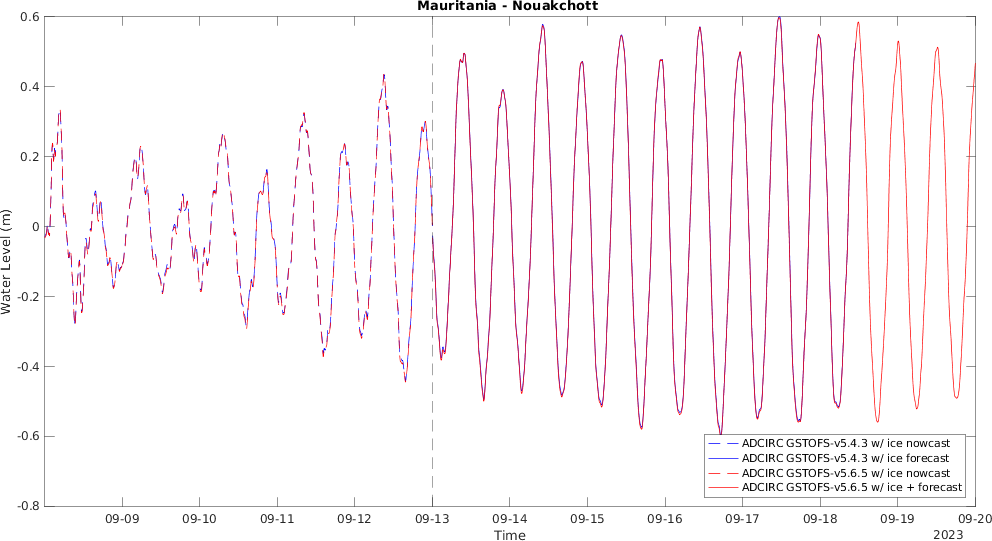 Mauritania - Nouakchott
0.6
0.4
0.2
0
-0.2
-0.4
-0.6
-0.8
Water Level (m)
ADCIRC GSTOFS-v5.4.3 w/ ice nowcast
ADCIRC GSTOFS-v5.4.3 w/ ice forecast
ADCIRC GSTOFS-v5.6.5 w/ ice nowcast
ADCIRC GSTOFS-v5.6.5 w/ ice + forecast
09-09 09-10 09-11 09-12 09-13 09-14 09-15 09-16 09-17 09-18 09-19 09-20
Time
2023